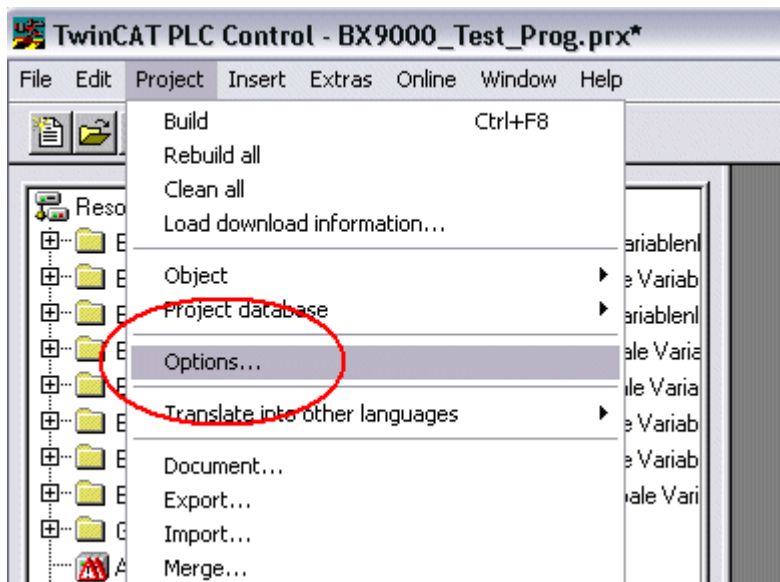 TwinCAT PLC Control - BX9000_Test_Prog.prx*
File Edit Project Insert Extras Online Window Help
Build Ctrl+F8
Rebuild all
Clean all
Load download information...
Object
Project database
Options...
Translate into other languages
Document...
Export...
Import...
Merge...